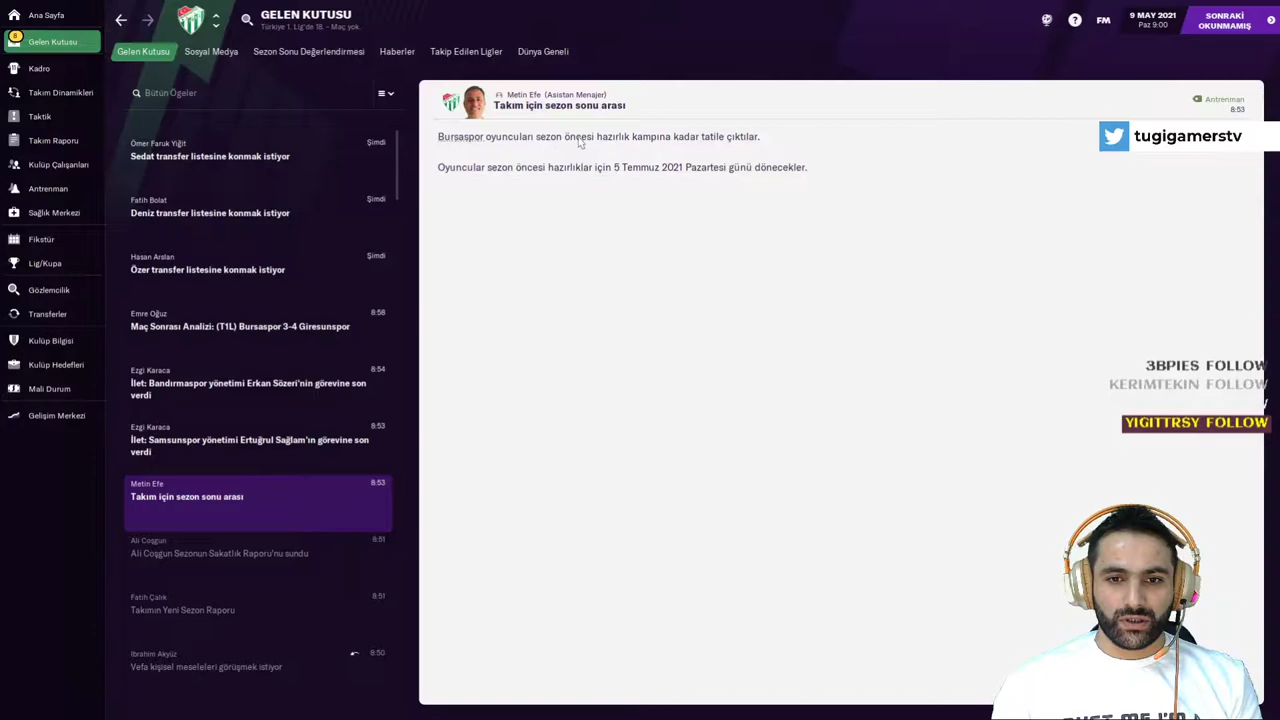 Ana Sayfa
8
Gelen Kutusu
Kadro
Takım Dinamikleri
Taktik
Takım Raporu
Kulüp Çalışanları
Antrenman
Sağlık Merkezi
Fikstür
Lig/Kupa
Gözlemcilik
Transferler
Kulüp Bilgisi
Kulüp Hedefleri
Mali Durum
Gelişim Merkezi
GELEN KUTUSU
Türkiye 1. Lig'de 18. - Maç yok.
FM
9 MAY 2021
Paz 9:00
SONRAKİ
OKUNMAMIŞ
Gelen Kutusu
Sosyal Medya
Sezon Sonu Değerlendirmesi
Haberler
Takip Edilen Ligler
Dünya Geneli
Bütün Ögeler
Ömer Faruk Yiğit
Şimdi
Sedat transfer listesine konmak istiyor
Fatih Bolat
Şimdi
Deniz transfer listesine konmak istiyor
Hasan Arslan
Şimdi
Özer transfer listesine konmak istiyor
Emre Oğuz
8:58
Maç Sonrası Analizi: (T1L) Bursaspor 3-4 Giresunspor
Ezgi Karaca
8:54
İlet: Bandırmaspor yönetimi Erkan Sözeri'nin görevine son
verdi
Ezgi Karaca
8:53
İlet: Samsunspor yönetimi Ertuğrul Sağlam'ın görevine son
verdi
Metin Efe
8:53
Takım için sezon sonu arası
Ali Coşgun
8:51
Ali Coşgun Sezonun Sakatlık Raporu'nu sundu
Fatih Çalık
8:51
Takımın Yeni Sezon Raporu
İbrahim Akyüz
8:50
Vefa kişisel meseleleri görüşmek istiyor
Metin Efe (Asistan Menajer)
Takım için sezon sonu arası
Antrenman
8:53
Bursaspor oyuncuları sezon öncesi hazırlık kampına kadar tatile çıktılar.
Oyuncular sezon öncesi hazırlıklar için 5 Temmuz 2021 Pazartesi günü dönecekler.
tugigamerstv
3BPIES FOLLOW
KERIMTEKIN FOLLOW
YIGITTRSY FOLLOW